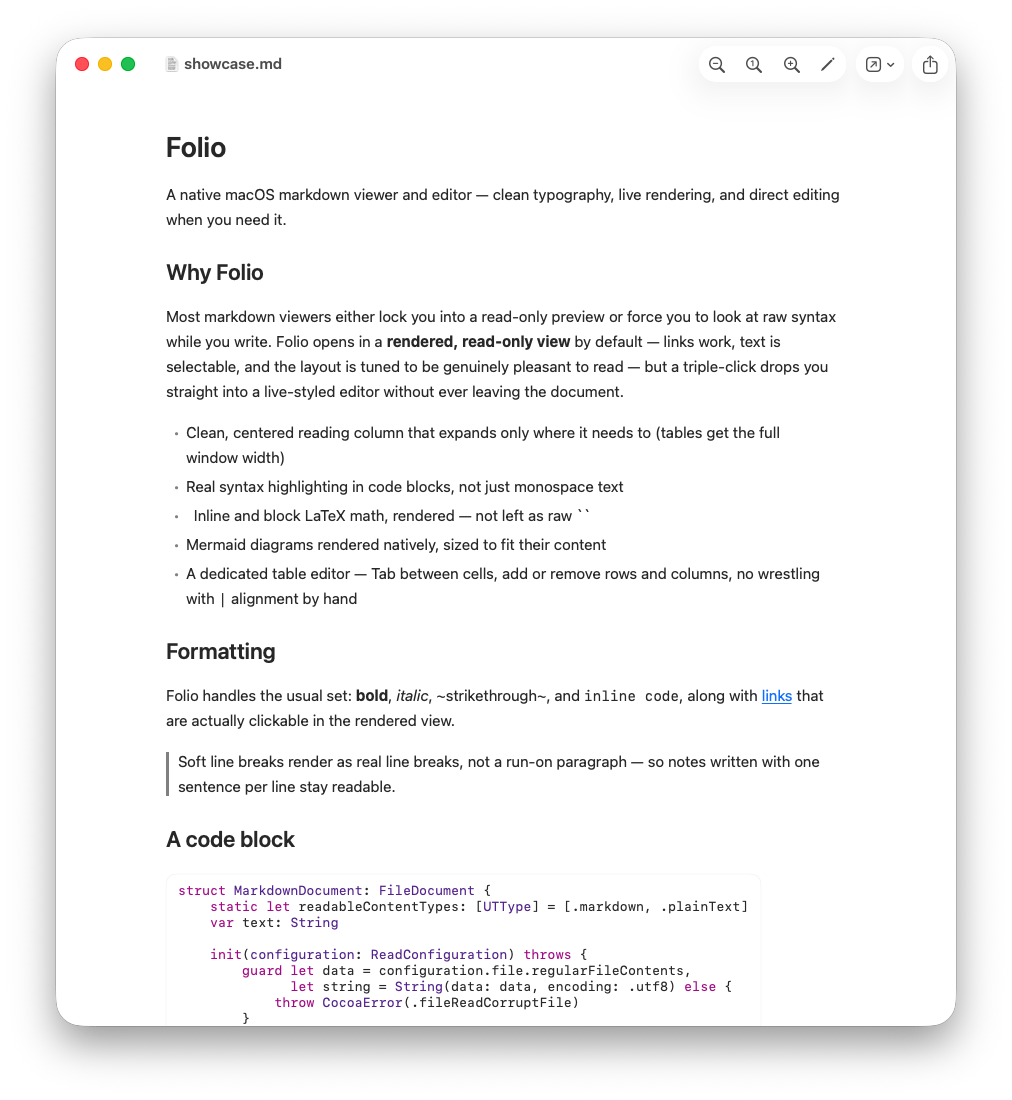 showcase.md
Folio
A native macOS markdown viewer and editor — clean typography, live rendering, and direct editing
when you need it.
Why Folio
Most markdown viewers either lock you into a read-only preview or force you to look at raw syntax
while you write. Folio opens in a rendered, read-only view by default — links work, text is
selectable, and the layout is tuned to be genuinely pleasant to read — but a triple-click drops you
straight into a live-styled editor without ever leaving the document.
• Clean, centered reading column that expands only where it needs to (tables get the full
window width)
• Real syntax highlighting in code blocks, not just monospace text
• Inline and block LaTeX math, rendered — not left as raw ``
• Mermaid diagrams rendered natively, sized to fit their content
• A dedicated table editor — Tab between cells, add or remove rows and columns, no wrestling
with | alignment by hand
Formatting
Folio handles the usual set: bold, italic, ~strikethrough~, and inline code, along with links that
are actually clickable in the rendered view.
Soft line breaks render as real line breaks, not a run-on paragraph — so notes written with one
sentence per line stay readable.
A code block
struct MarkdownDocument: FileDocument {
    static let readableContentTypes: [UTType] = [.markdown, .plainText]
    var text: String

    init(configuration: ReadConfiguration) throws {
        guard let data = configuration.file.regularFileContents,
              let string = String(data: data, encoding: .utf8) else {
            throw CocoaError(.fileReadCorruptFile)
        }